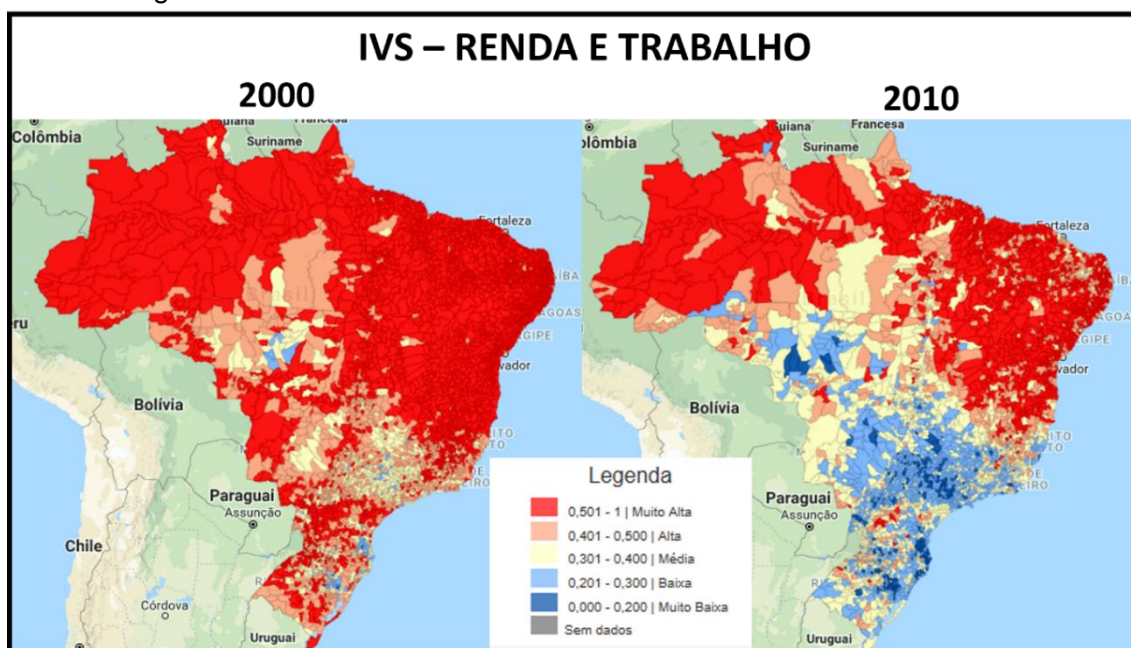 IVS – RENDA E TRABALHO
2000
2010
Colômbia
Suriname
Francesa
Fortaleza
Bolívia
Paraguai
Assunção
Chile
Córdova
Uruguai
Colômbia
Guiana
Francesa
Suriname
Fortaleza
Bolívia
Paraguai
Assunção
Chile
Córdova
Uruguai
Legenda
0,501 - 1 | Muito Alta
0,401 - 0,500 | Alta
0,301 - 0,400 | Média
0,201 - 0,300 | Baixa
0,000 - 0,200 | Muito Baixa
Sem dados